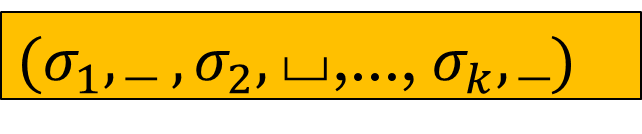 (σ₁,_ ,σ₂, ⊔,..., σₖ,_)